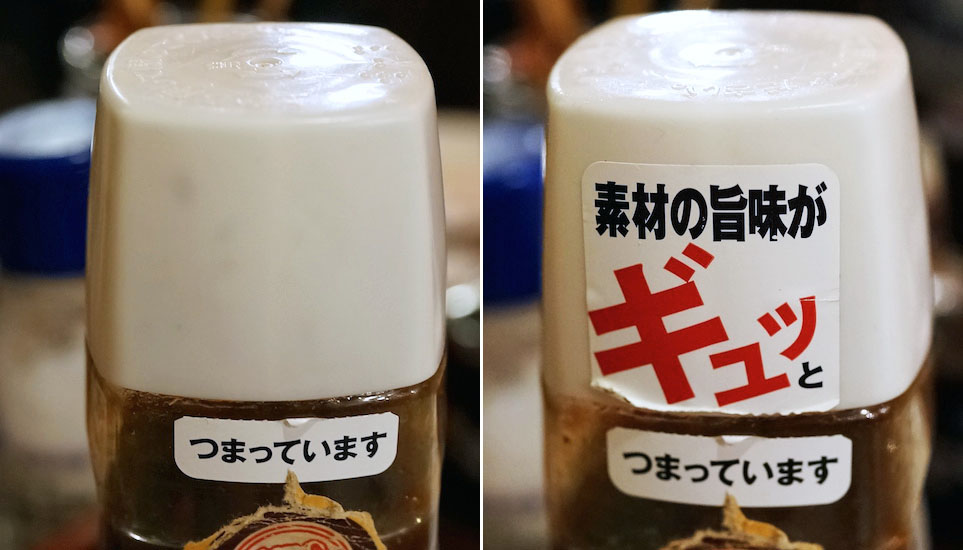 つまっています
素材の旨味が
ギュッと
つまっています